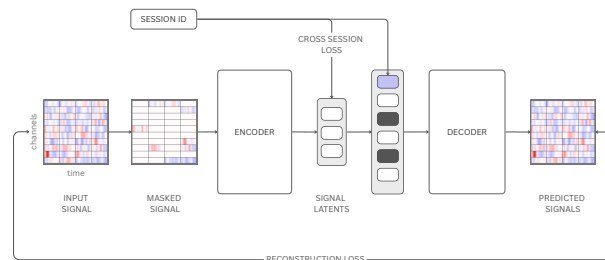 SESSION ID
CROSS SESSION
LOSS
channels
ENCODER
DECODER
time
INPUT
SIGNAL
MASKED
SIGNAL
SIGNAL
LATENTS
PREDICTED
SIGNALS
RECONSTRUCTION LOSS